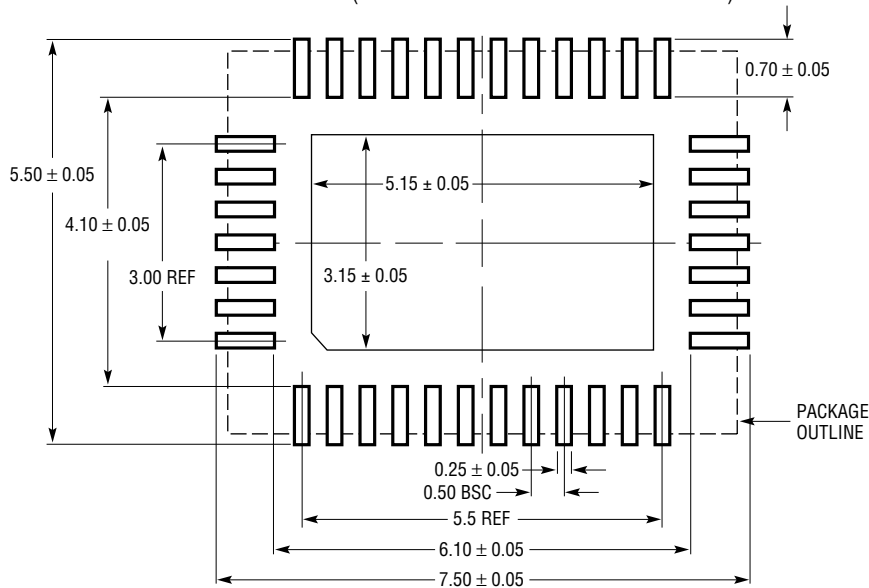 0.70 ± 0.05
5.50 ± 0.05
5.15 ± 0.05
4.10 ± 0.05
3.00 REF
3.15 ± 0.05
PACKAGE
OUTLINE
0.25 ± 0.05
0.50 BSC
5.5 REF
6.10 ± 0.05
7.50 ± 0.05